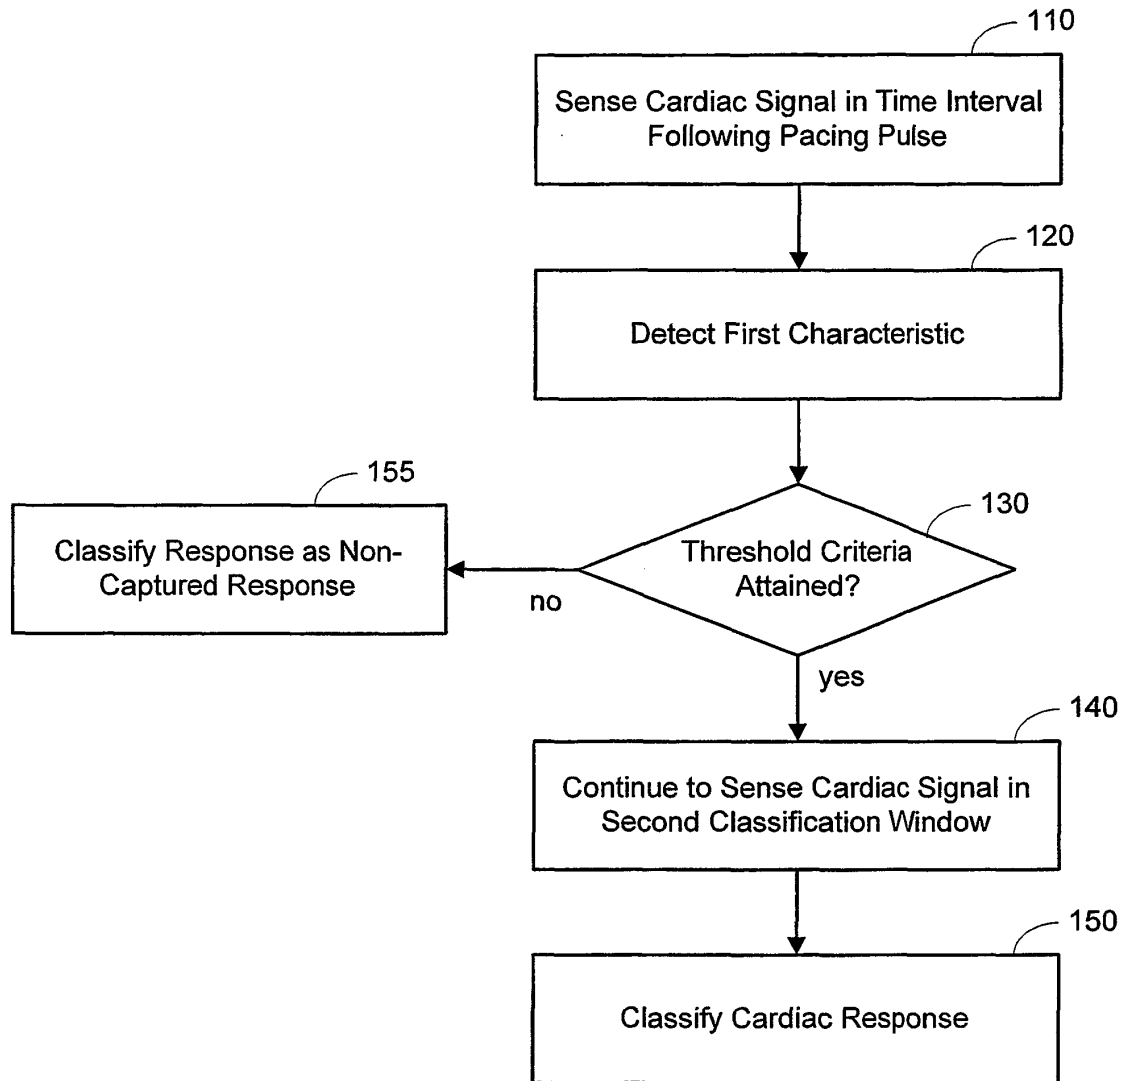 110
Sense Cardiac Signal in Time Interval
Following Pacing Pulse
120
Detect First Characteristic
155
Classify Response as Non-
Captured Response
130
Threshold Criteria
Attained?
no
yes
140
Continue to Sense Cardiac Signal in
Second Classification Window
150
Classify Cardiac Response